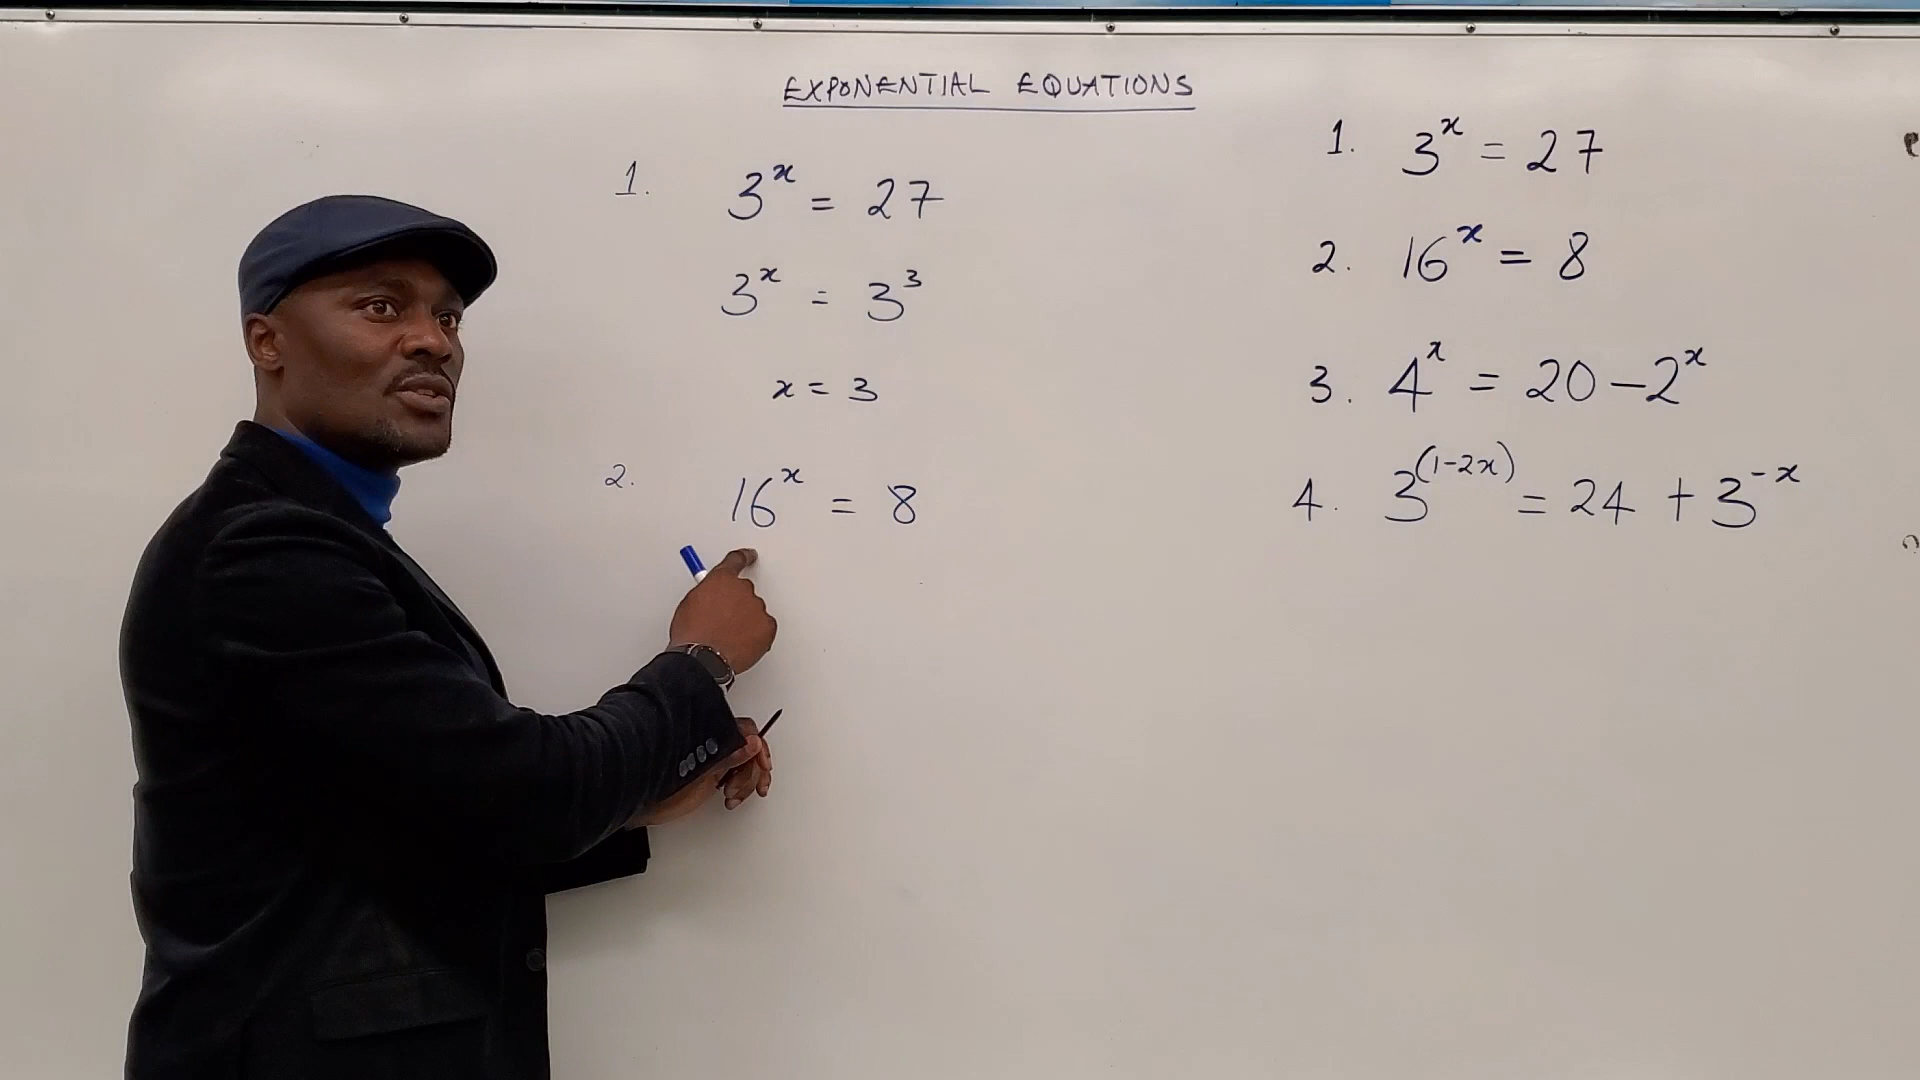 EXPONENTIAL EQUATIONS
1. 3^x = 27
3^x = 3^3
x = 3
2. 16^x = 8
1. 3^x = 27
2. 16^x = 8
3. 4^x = 20 - 2^x
4. 3^(1-2x) = 24 + 3^-x